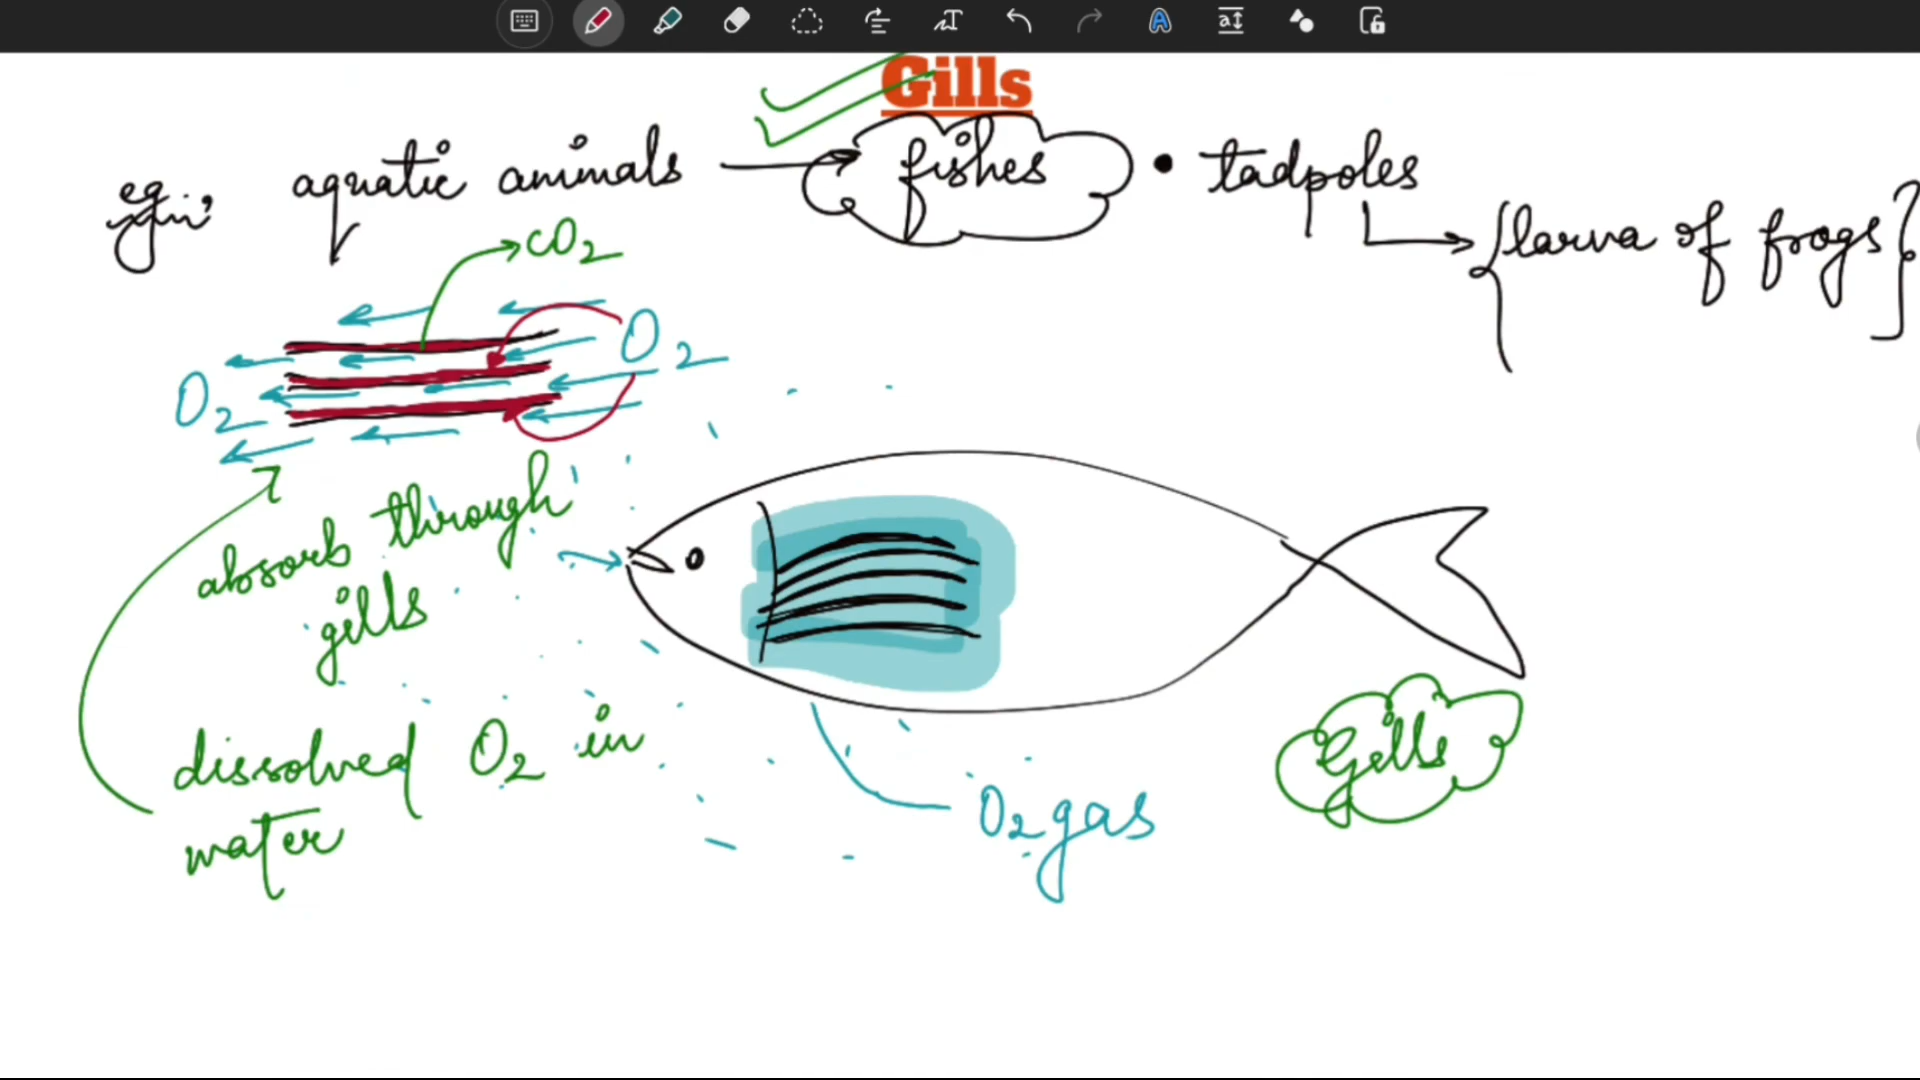 Gills
eg in; aquatic animals → fishes • tadpoles
{larva of frogs}
CO2
O2
O2
absorb through
gills
dissolved O2 in
water
O2 gas
Gills